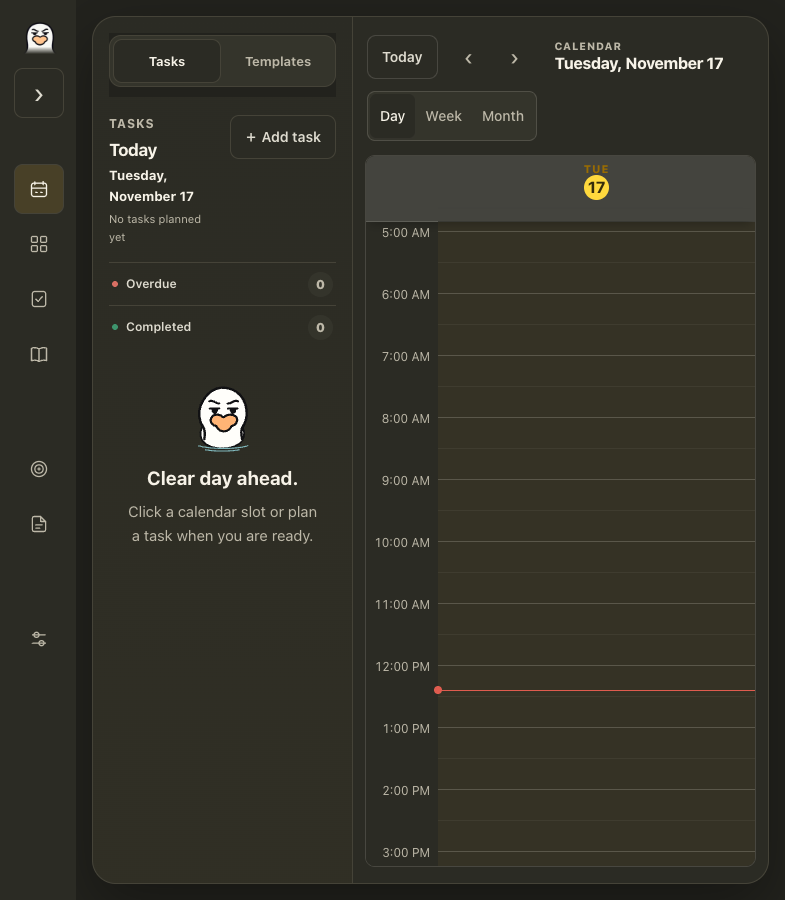 Tasks
Templates
TASKS
Today
Tuesday,
November 17
No tasks planned
yet
+ Add task
Overdue
0
Completed
0
Clear day ahead.
Click a calendar slot or plan
a task when you are ready.
Today
CALENDAR
Tuesday, November 17
Day
Week
Month
TUE
17
5:00 AM
6:00 AM
7:00 AM
8:00 AM
9:00 AM
10:00 AM
11:00 AM
12:00 PM
1:00 PM
2:00 PM
3:00 PM